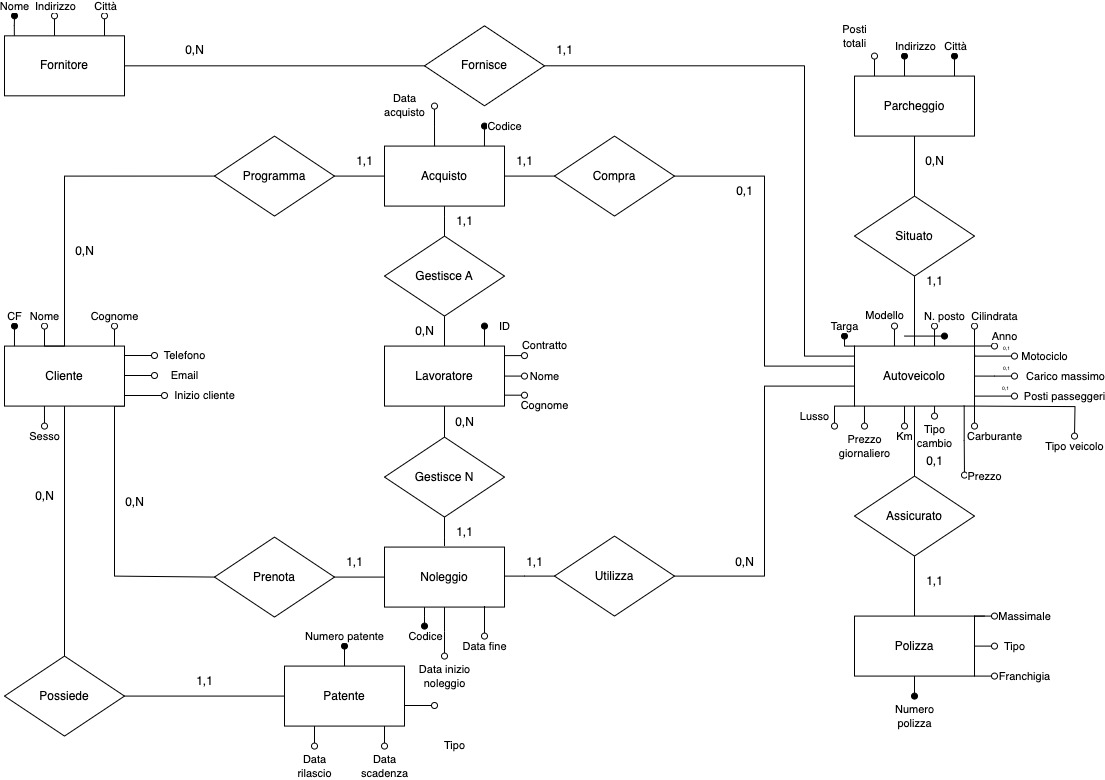 Nome Indirizzo Città
Fornitore
0,N
Fornisce
1,1
Posti
totali
Indirizzo Città
Parcheggio
0,N
Situato
1,1
Data
acquisto
Codice
Programma
1,1
Acquisto
1,1
Compra
0,1
0,N
1,1
Gestisce A
0,N
CF Nome Cognome
Cliente
Telefono
Email
Inizio cliente
Sesso
ID
Lavoratore
Contratto
Nome
Cognome
Targa Modello N. posto Cilindrata
Autoveicolo
Anno
0,1
Motociclo
0,1
Carico massimo
0,1
Posti passeggeri
Lusso
Prezzo
giornaliero
Km
Tipo
cambio
Carburante
Tipo veicolo
Prezzo
0,1
Assicurato
1,1
0,N
0,N
0,N
Gestisce N
1,1
Prenota
1,1
Noleggio
1,1
Utilizza
0,N
Codice
Data inizio
noleggio
Data fine
Polizza
Massimale
Tipo
Franchigia
Numero
polizza
Possiede
1,1
Numero patente
Patente
Tipo
Data
rilascio
Data
scadenza